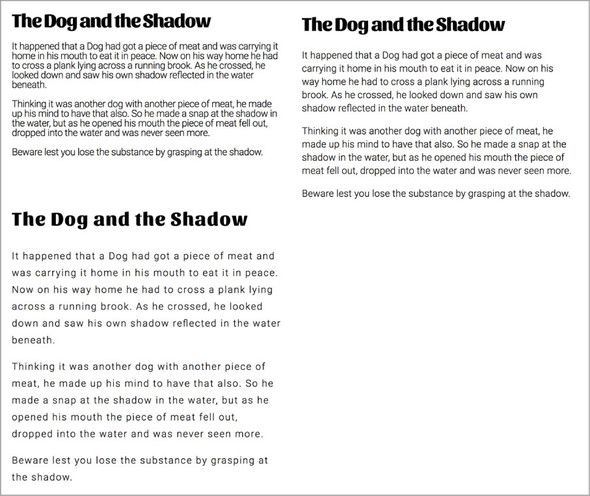 The Dog and the Shadow
It happened that a Dog had got a piece of meat and was carrying it
home in his mouth to eat it in peace. Now on his way home he had
to cross a plank lying across a running brook. As he crossed, he
looked down and saw his own shadow reflected in the water
beneath.
Thinking it was another dog with another piece of meat, he made
up his mind to have that also. So he made a snap at the shadow in
the water, but as he opened his mouth the piece of meat fell out,
dropped into the water and was never seen more.
Beware lest you lose the substance by grasping at the shadow.
The Dog and the Shadow
It happened that a Dog had got a piece of meat and was
carrying it home in his mouth to eat it in peace. Now on his
way home he had to cross a plank lying across a running
brook. As he crossed, he looked down and saw his own
shadow reflected in the water beneath.
Thinking it was another dog with another piece of meat, he
made up his mind to have that also. So he made a snap at the
shadow in the water, but as he opened his mouth the piece of
meat fell out, dropped into the water and was never seen more.
Beware lest you lose the substance by grasping at the shadow.
The Dog and the Shadow
It happened that a Dog had got a piece of meat and
was carrying it home in his mouth to eat it in peace.
Now on his way home he had to cross a plank lying
across a running brook. As he crossed, he looked
down and saw his own shadow reflected in the water
beneath.
Thinking it was another dog with another piece of
meat, he made up his mind to have that also. So he
made a snap at the shadow in the water, but as he
opened his mouth the piece of meat fell out,
dropped into the water and was never seen more.
Beware lest you lose the substance by grasping at
the shadow.